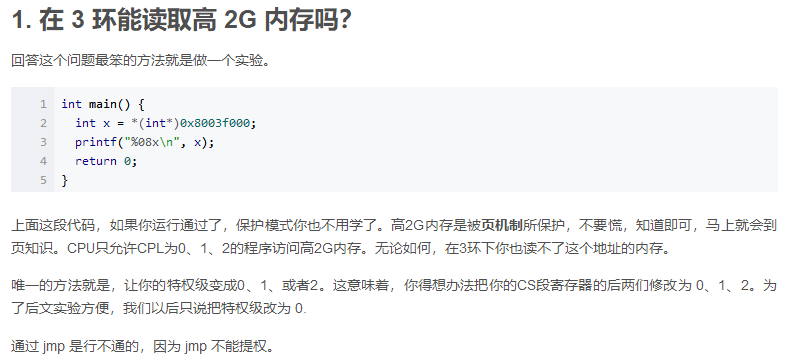 1. 在 3 环能读取高 2G 内存吗？
回答这个问题最笨的方法就是做一个实验。
1 int main() {
2   int x = *(int*)0x8003f000;
3   printf("%08x\n", x);
4   return 0;
5 }
上面这段代码，如果你运行通过了，保护模式你也不用学了。高2G内存是被页机制所保护，不要慌，知道即可，马上就会到
页知识。CPU只允许CPL为0、1、2的程序访问高2G内存。无论如何，在3环下你也读不了这个地址的内存。
唯一的方法就是，让你的特权级变成0、1、或者2。这意味着，你得想办法把你的CS段寄存器的后两们修改为 0、1、2。为
了后文实验方便，我们以后只说把特权级改为 0.
通过 jmp 是行不通的，因为 jmp 不能提权。